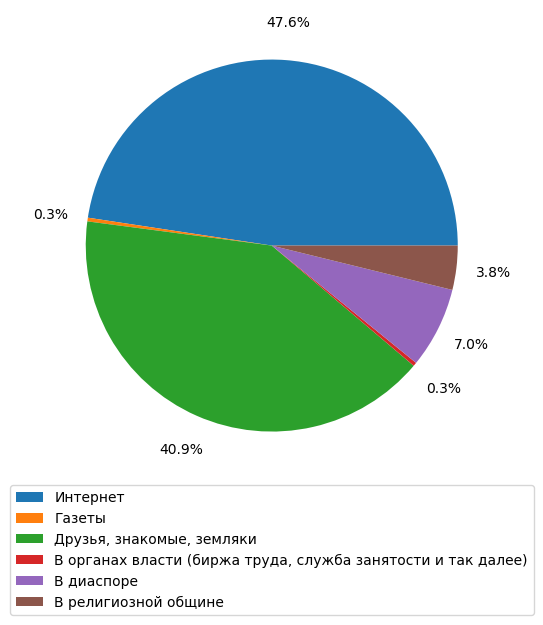 47.6%
0.3%
3.8%
7.0%
0.3%
40.9%
Интернет
Газеты
Друзья, знакомые, земляки
В органах власти (биржа труда, служба занятости и так далее)
В диаспоре
В религиозной общине